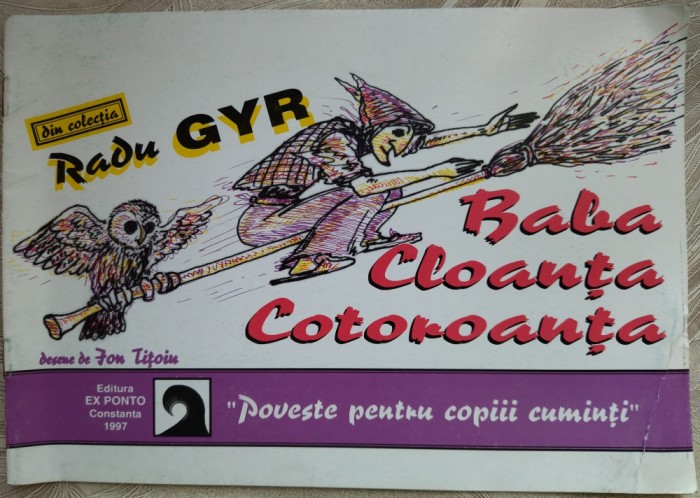 din colecția
Radu GYR
Baba
Cloanța
Cotoroanța
desene de Ion Tițoiu
Editura
EX PONTO
Constanta
1997
"Poveste pentru copiii cuminți"